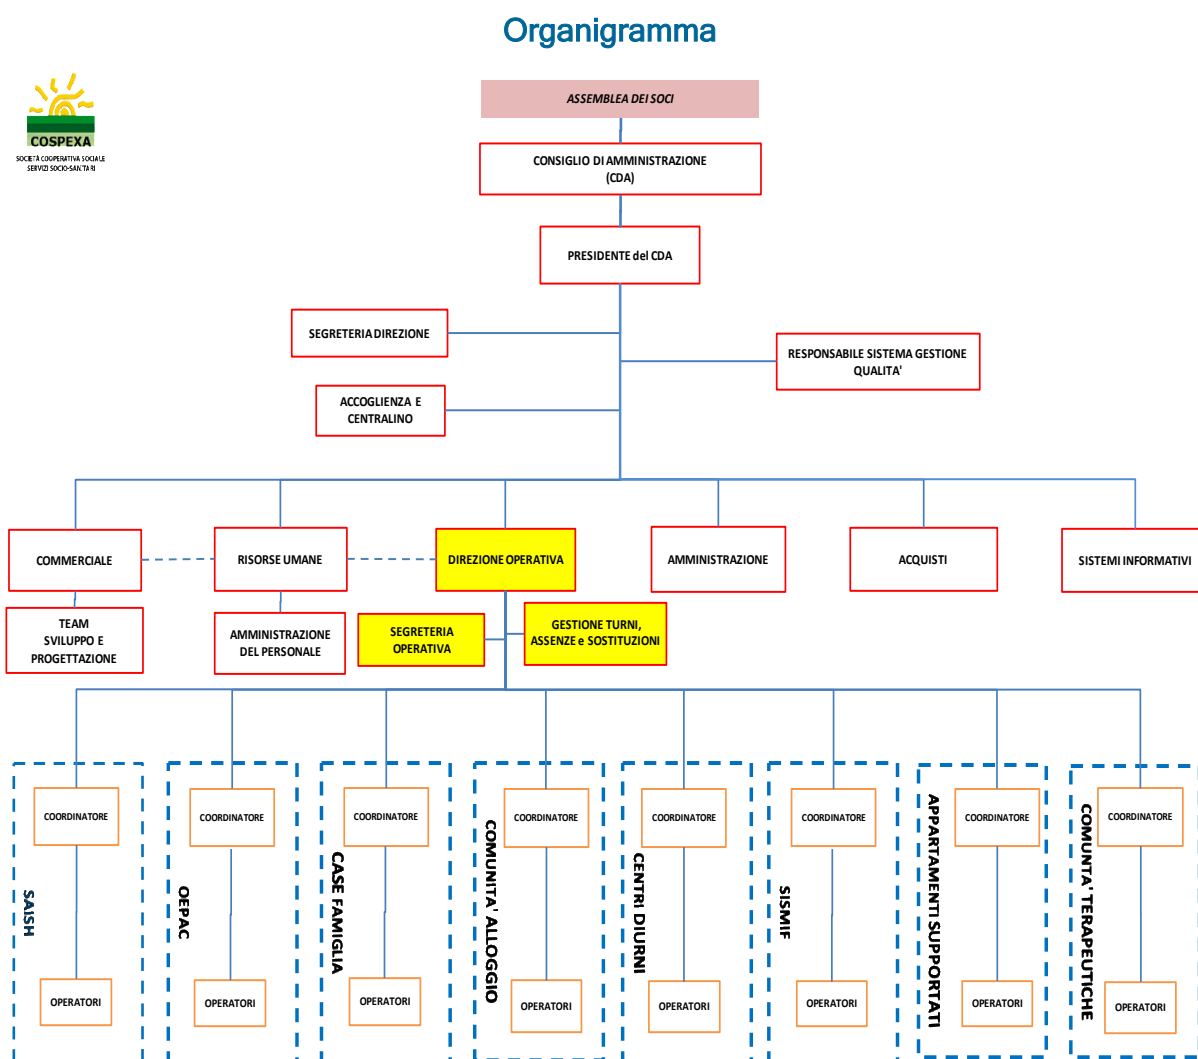 Organigramma
COSPEXA
SOCIETÀ COOPERATIVA SOCIALE
SERVIZI SOCIO-SANITARI
ASSEMBLEA DEI SOCI
CONSIGLIO DI AMMINISTRAZIONE
(CDA)
PRESIDENTE del CDA
SEGRETERIA DIREZIONE
RESPONSABILE SISTEMA GESTIONE
QUALITA'
ACCOGLIENZA E
CENTRALINO
COMMERCIALE
RISORSE UMANE
DIREZIONE OPERATIVA
AMMINISTRAZIONE
ACQUISTI
SISTEMI INFORMATIVI
TEAM
SVILUPPO E
PROGETTAZIONE
AMMINISTRAZIONE
DEL PERSONALE
SEGRETERIA
OPERATIVA
GESTIONE TURNI,
ASSENZE e SOSTITUZIONI
SAISH
COORDINATORE
OPERATORI
OEPAC
COORDINATORE
OPERATORI
CASE FAMIGLIA
COORDINATORE
OPERATORI
COMUNITA' ALLOGGIO
COORDINATORE
OPERATORI
CENTRI DIURNI
COORDINATORE
OPERATORI
SISMIF
COORDINATORE
OPERATORI
APPARTAMENTI SUPPORTATI
COORDINATORE
OPERATORI
COMUNTA' TERAPEUTICHE
COORDINATORE
OPERATORI